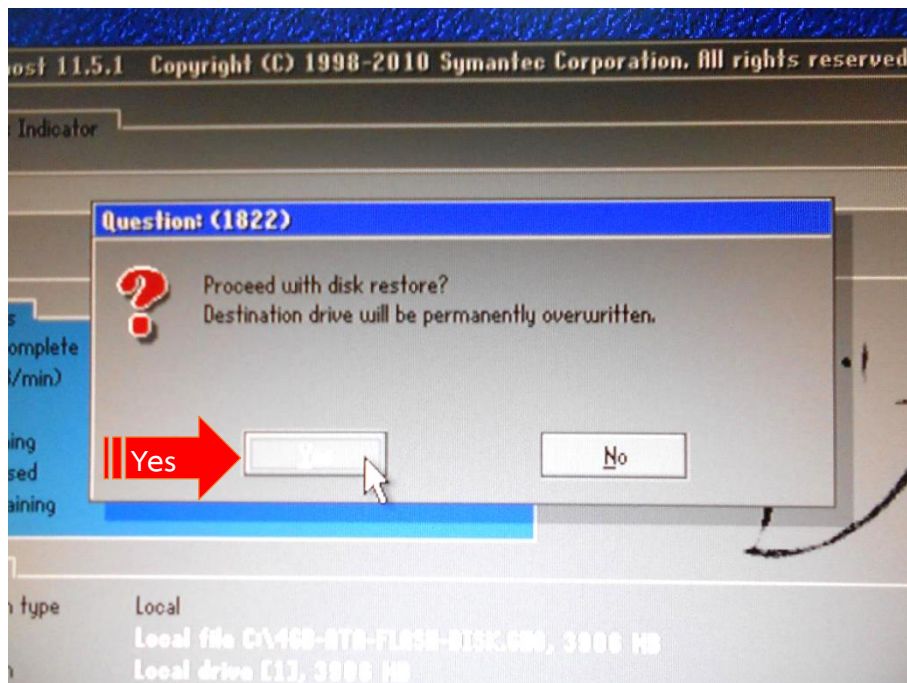 ost 11.5.1 Copyright (C) 1998-2010 Symantec Corporation. All rights reserved
Indicator
Question: (1822)
Proceed with disk restore?
Destination drive will be permanently overwritten.
s
omplete
/min)
ing
sed
aining
Yes
No
type Local
Local file C:\4GB-ATA-FLASH-DISK.GHO, 3906 MB
Local drive [1], 3906 MB